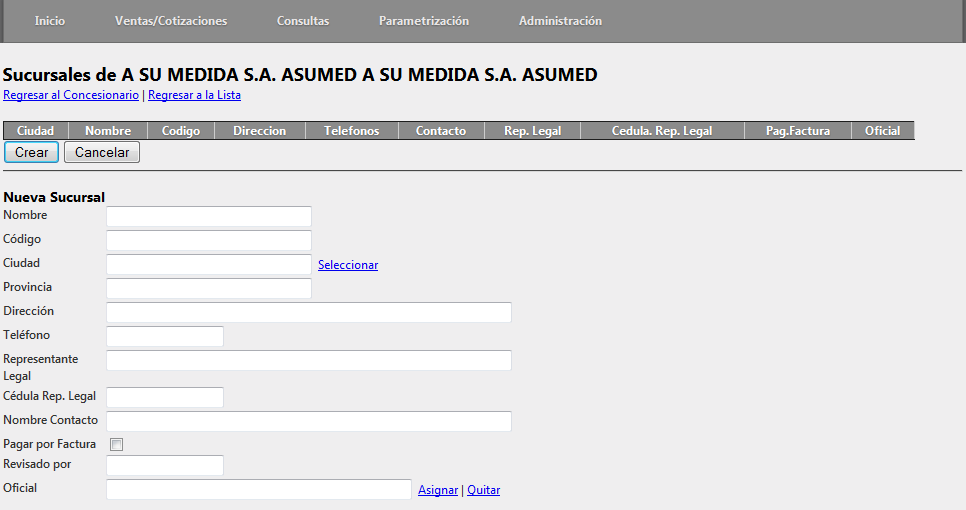 Inicio Ventas/Cotizaciones Consultas Parametrización Administración
Sucursales de A SU MEDIDA S.A. ASUMED A SU MEDIDA S.A. ASUMED
Regresar al Concesionario | Regresar a la Lista
Ciudad Nombre Codigo Direccion Telefonos Contacto Rep. Legal Cedula. Rep. Legal Pag.Factura Oficial
Crear Cancelar
Nueva Sucursal
Nombre
Código
Ciudad Seleccionar
Provincia
Dirección
Teléfono
Representante
Legal
Cédula Rep. Legal
Nombre Contacto
Pagar por Factura
Revisado por
Oficial Asignar | Quitar